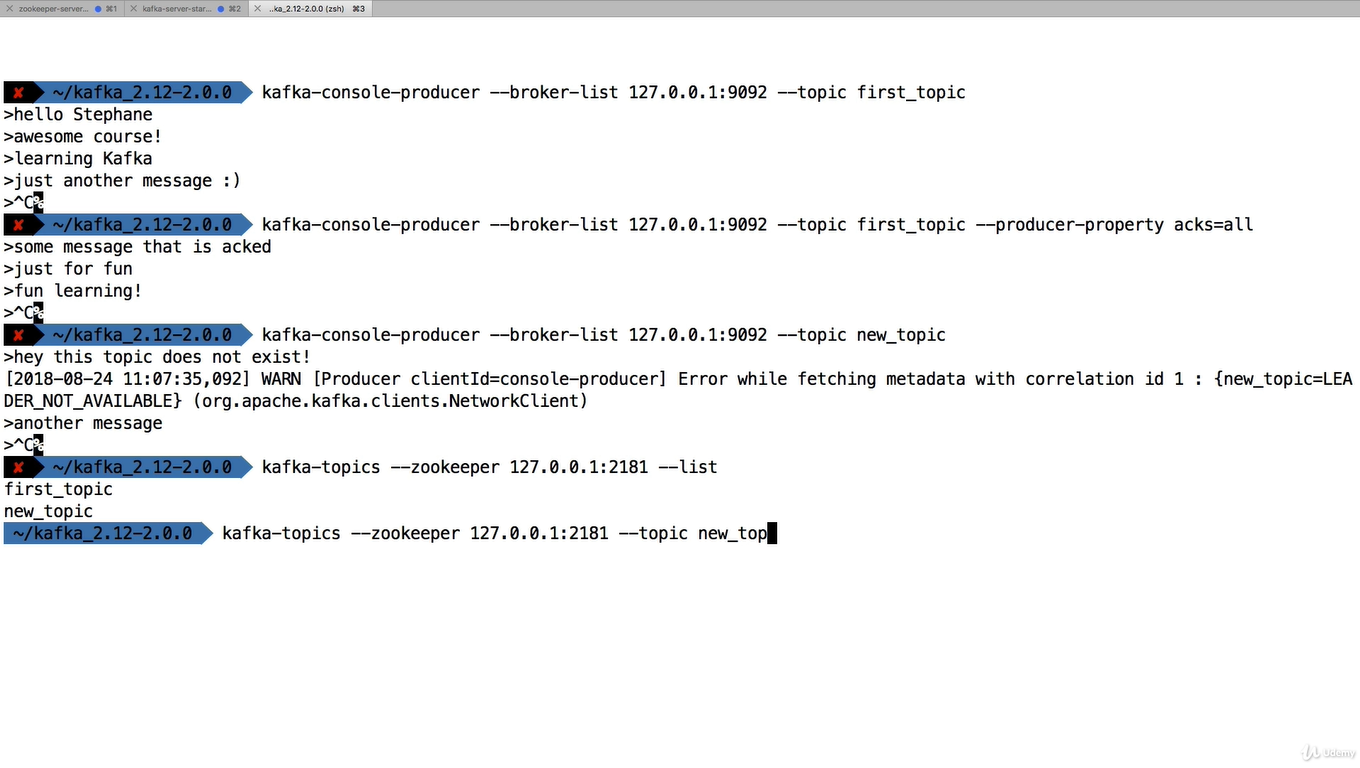 zookeeper-server... ⌘1 kafka-server-star... ⌘2 ..ka_2.12-2.0.0 (zsh) ⌘3
✘ ~/kafka_2.12-2.0.0 kafka-console-producer --broker-list 127.0.0.1:9092 --topic first_topic
>hello Stephane
>awesome course!
>learning Kafka
>just another message :)
>^C%
✘ ~/kafka_2.12-2.0.0 kafka-console-producer --broker-list 127.0.0.1:9092 --topic first_topic --producer-property acks=all
>some message that is acked
>just for fun
>fun learning!
>^C%
✘ ~/kafka_2.12-2.0.0 kafka-console-producer --broker-list 127.0.0.1:9092 --topic new_topic
>hey this topic does not exist!
[2018-08-24 11:07:35,092] WARN [Producer clientId=console-producer] Error while fetching metadata with correlation id 1 : {new_topic=LEA
DER_NOT_AVAILABLE} (org.apache.kafka.clients.NetworkClient)
>another message
>^C%
✘ ~/kafka_2.12-2.0.0 kafka-topics --zookeeper 127.0.0.1:2181 --list
first_topic
new_topic
~/kafka_2.12-2.0.0 kafka-topics --zookeeper 127.0.0.1:2181 --topic new_top
Udemy